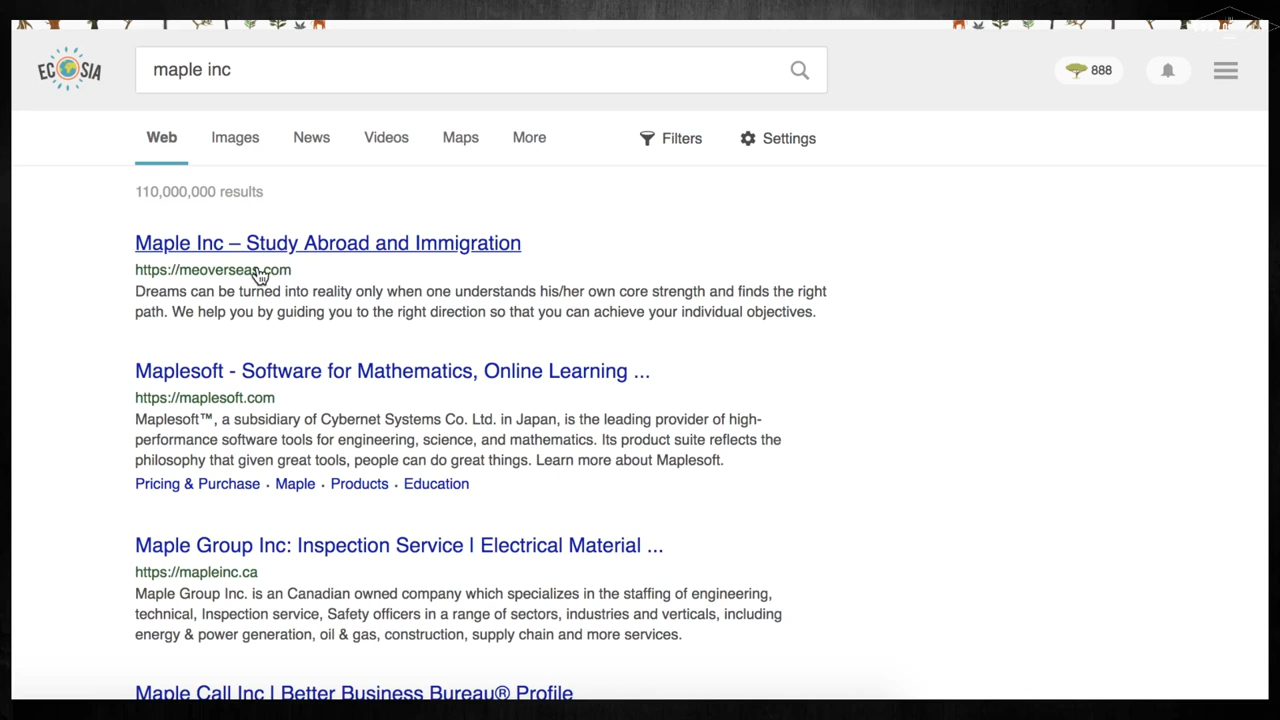 ECOSIA
maple inc
888
Web Images News Videos Maps More Filters Settings
110,000,000 results
Maple Inc – Study Abroad and Immigration
https://meoverseas.com
Dreams can be turned into reality only when one understands his/her own core strength and finds the right
path. We help you by guiding you to the right direction so that you can achieve your individual objectives.
Maplesoft - Software for Mathematics, Online Learning ...
https://maplesoft.com
Maplesoft™, a subsidiary of Cybernet Systems Co. Ltd. in Japan, is the leading provider of high-
performance software tools for engineering, science, and mathematics. Its product suite reflects the
philosophy that given great tools, people can do great things. Learn more about Maplesoft.
Pricing & Purchase · Maple · Products · Education
Maple Group Inc: Inspection Service I Electrical Material ...
https://mapleinc.ca
Maple Group Inc. is an Canadian owned company which specializes in the staffing of engineering,
technical, Inspection service, Safety officers in a range of sectors, industries and verticals, including
energy & power generation, oil & gas, construction, supply chain and more services.
Maple Call Inc | Better Business Bureau® Profile